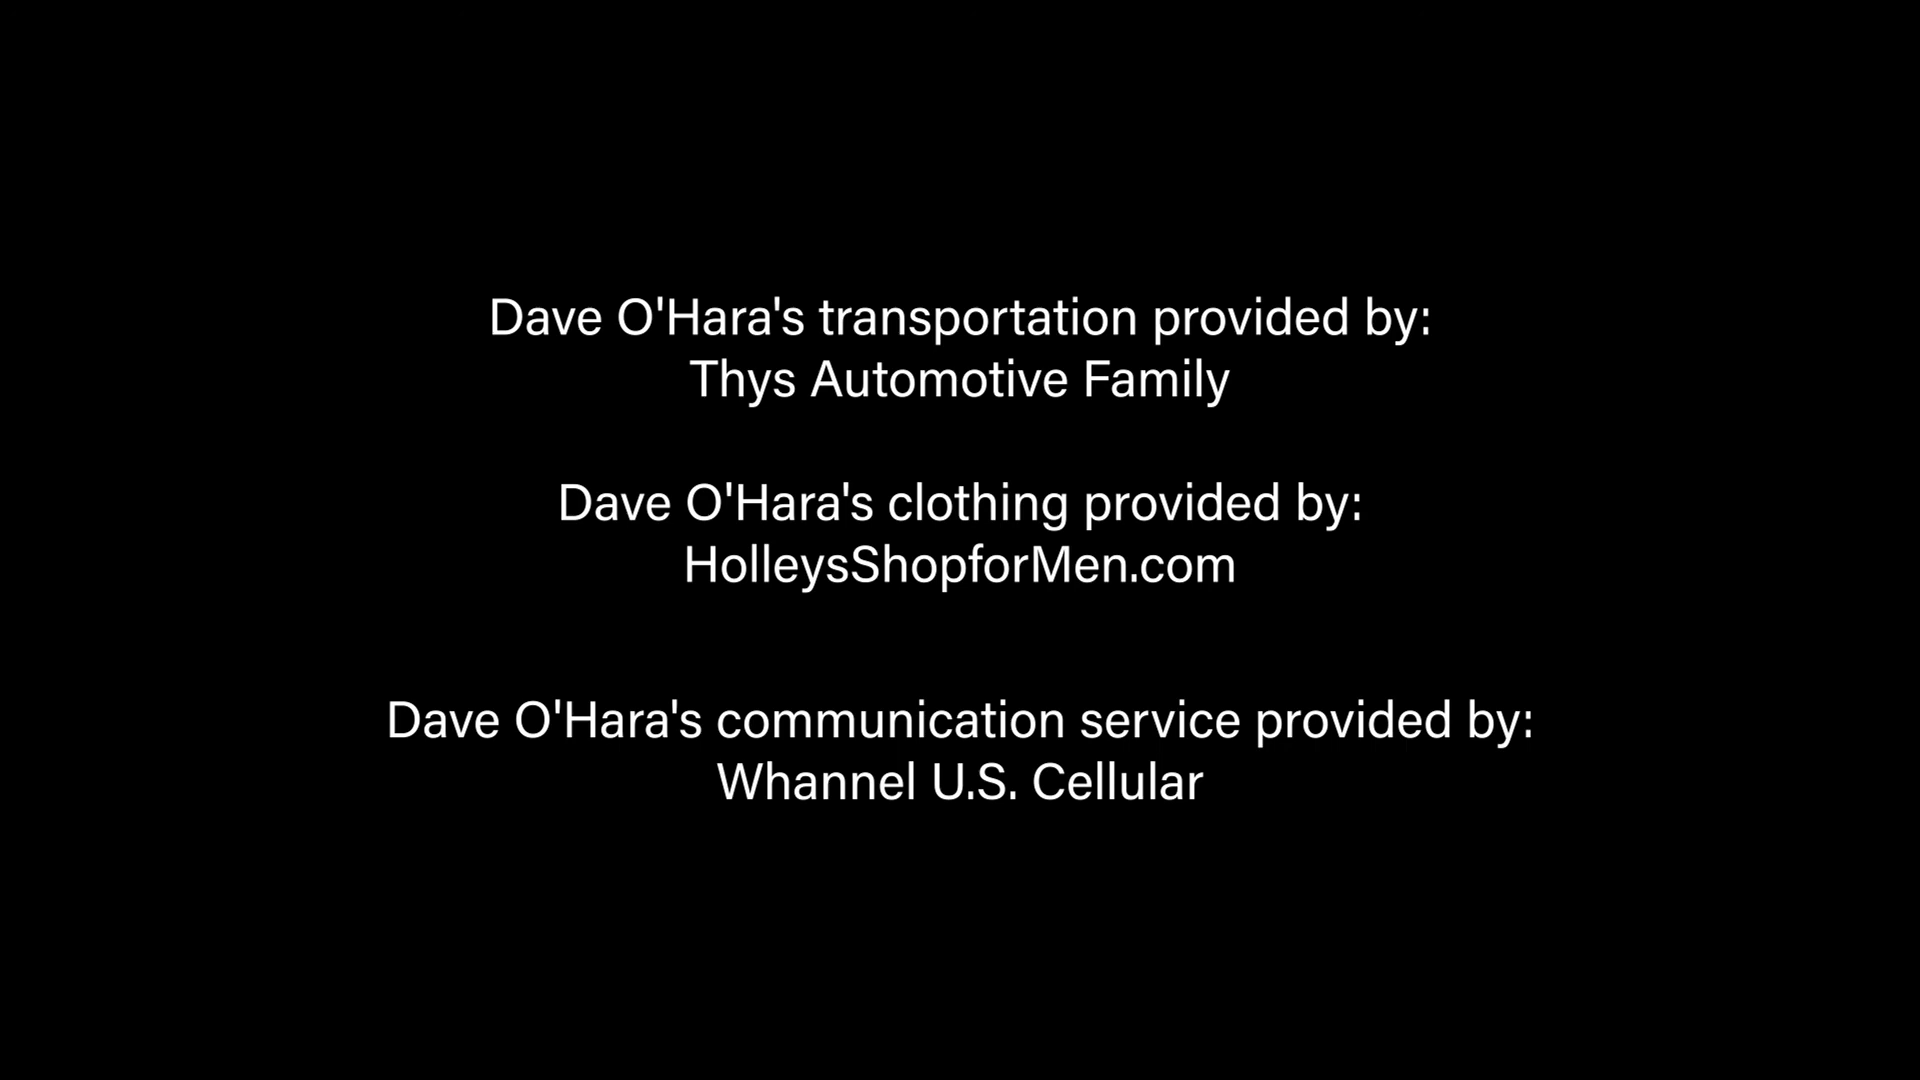 Dave O'Hara's transportation provided by:
Thys Automotive Family
Dave O'Hara's clothing provided by:
HolleysShopforMen.com
Dave O'Hara's communication service provided by:
Whannel U.S. Cellular